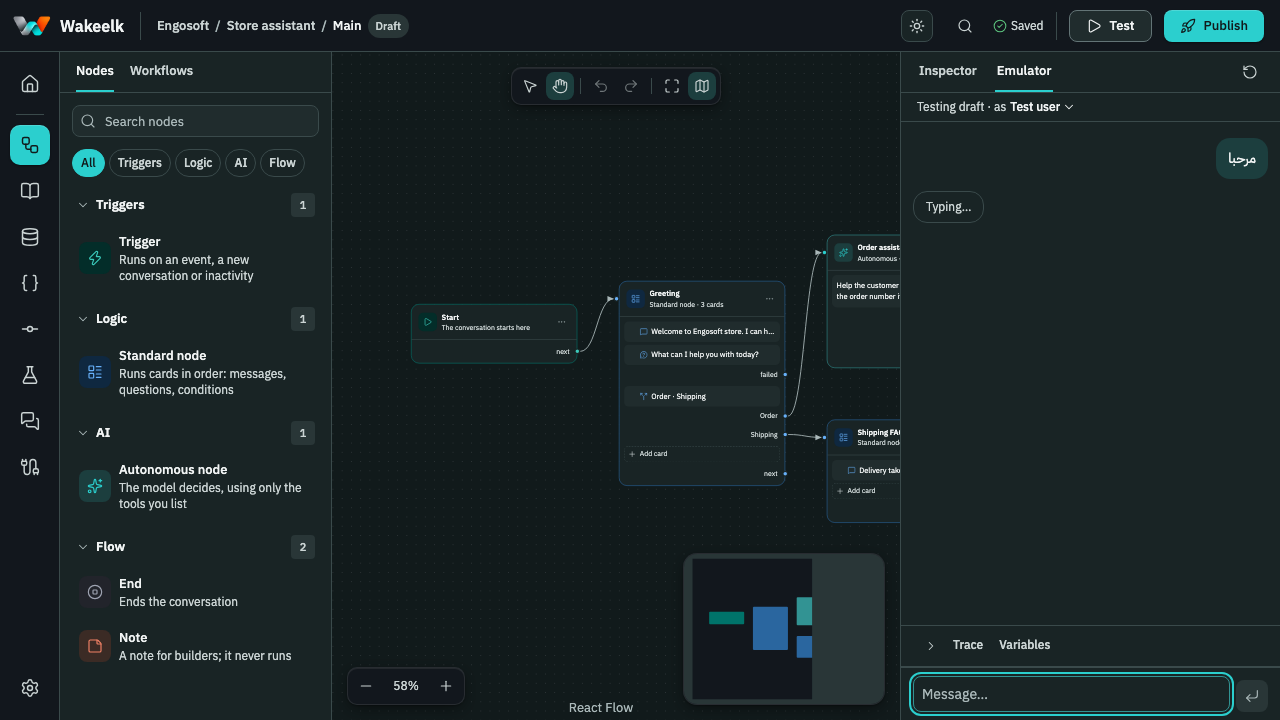 Wakeelk
Engosoft / Store assistant / Main
Draft
Saved
Test
Publish
Nodes
Workflows
Search nodes
All
Triggers
Logic
AI
Flow
Triggers
1
Trigger
Runs on an event, a new
conversation or inactivity
Logic
1
Standard node
Runs cards in order: messages,
questions, conditions
AI
1
Autonomous node
The model decides, using only the
tools you list
Flow
2
End
Ends the conversation
Note
A note for builders; it never runs
Start
The conversation starts here
next
Greeting
Standard node · 3 cards
Welcome to Engosoft store. I can h...
What can I help you with today?
failed
Order · Shipping
Order
Shipping
Add card
next
Order assist
Autonomous
Help the customer
the order number
Shipping FA
Standard
Delivery
Add card
58%
React Flow
Inspector
Emulator
Testing draft · as Test user
مرحبا
Typing...
Trace
Variables
Message...